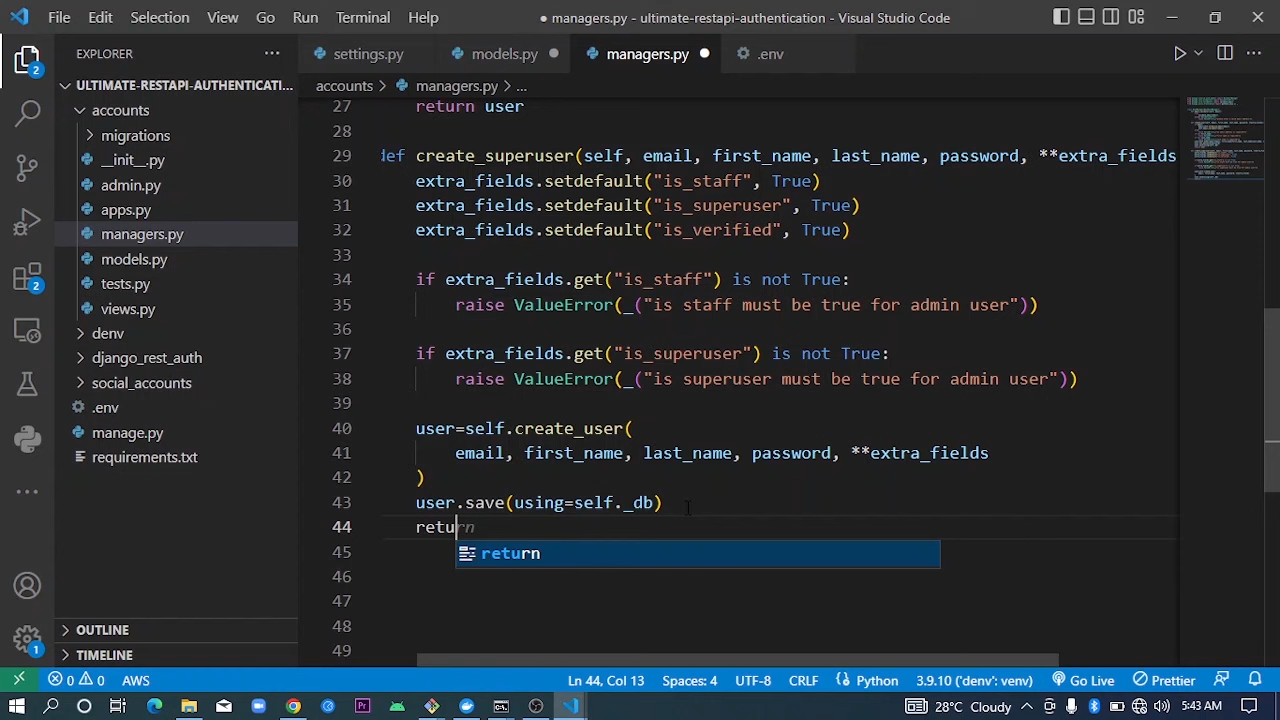 File Edit Selection View Go Run Terminal Help
● managers.py - ultimate-restapi-authentication - Visual Studio Code
EXPLORER
settings.py
models.py
managers.py
.env
ULTIMATE-RESTAPI-AUTHENTICATI...
accounts > managers.py > ...
accounts
migrations
__init__.py
admin.py
apps.py
managers.py
models.py
tests.py
views.py
denv
django_rest_auth
social_accounts
.env
manage.py
requirements.txt
OUTLINE
TIMELINE
2
2
1
27 return user
28
29 def create_superuser(self, email, first_name, last_name, password, **extra_fields
30 extra_fields.setdefault("is_staff", True)
31 extra_fields.setdefault("is_superuser", True)
32 extra_fields.setdefault("is_verified", True)
33
34 if extra_fields.get("is_staff") is not True:
35 raise ValueError(_("is staff must be true for admin user"))
36
37 if extra_fields.get("is_superuser") is not True:
38 raise ValueError(_("is superuser must be true for admin user"))
39
40 user=self.create_user(
41 email, first_name, last_name, password, **extra_fields
42 )
43 user.save(using=self._db)
44 return
45 return
46
47
48
49
0 0 AWS
Ln 44, Col 13 Spaces: 4 UTF-8 CRLF Python 3.9.10 ('denv': venv) Go Live Prettier
28°C Cloudy ENG 5:43 AM